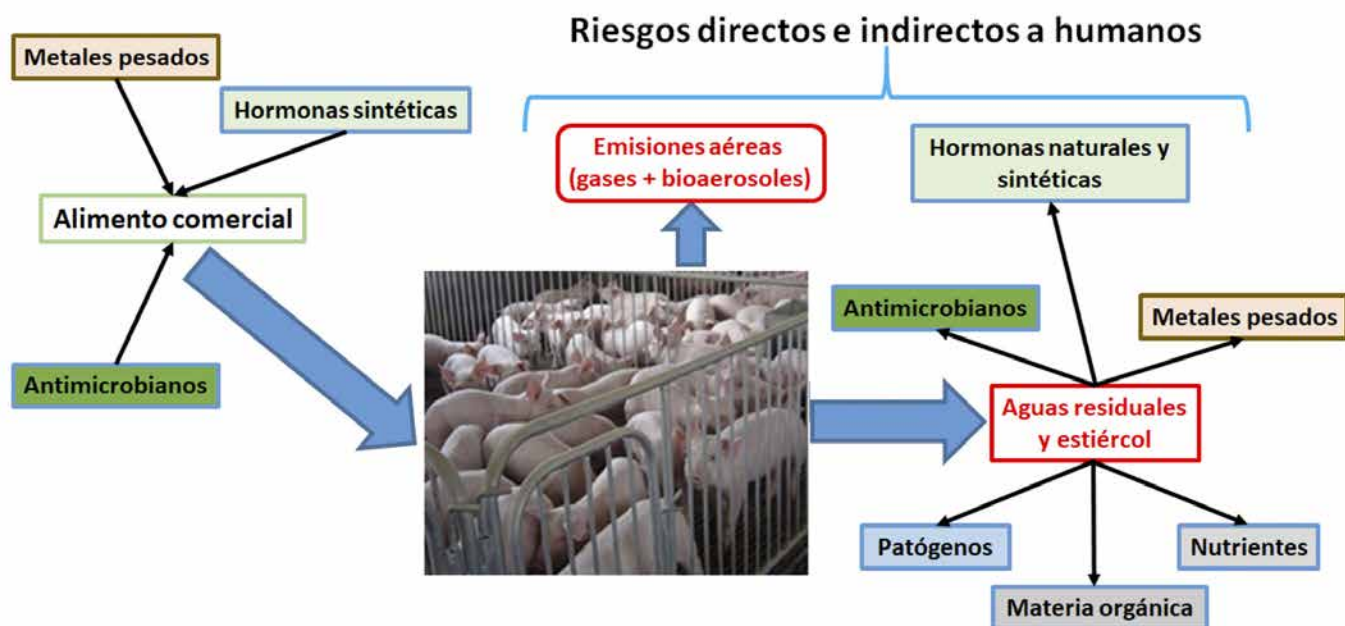 Riesgos directos e indirectos a humanos
Metales pesados
Hormonas sintéticas
Alimento comercial
Antimicrobianos
Emisiones aéreas
(gases + bioaerosoles)
Hormonas naturales y
sintéticas
Antimicrobianos
Metales pesados
Aguas residuales
y estiércol
Patógenos
Nutrientes
Materia orgánica